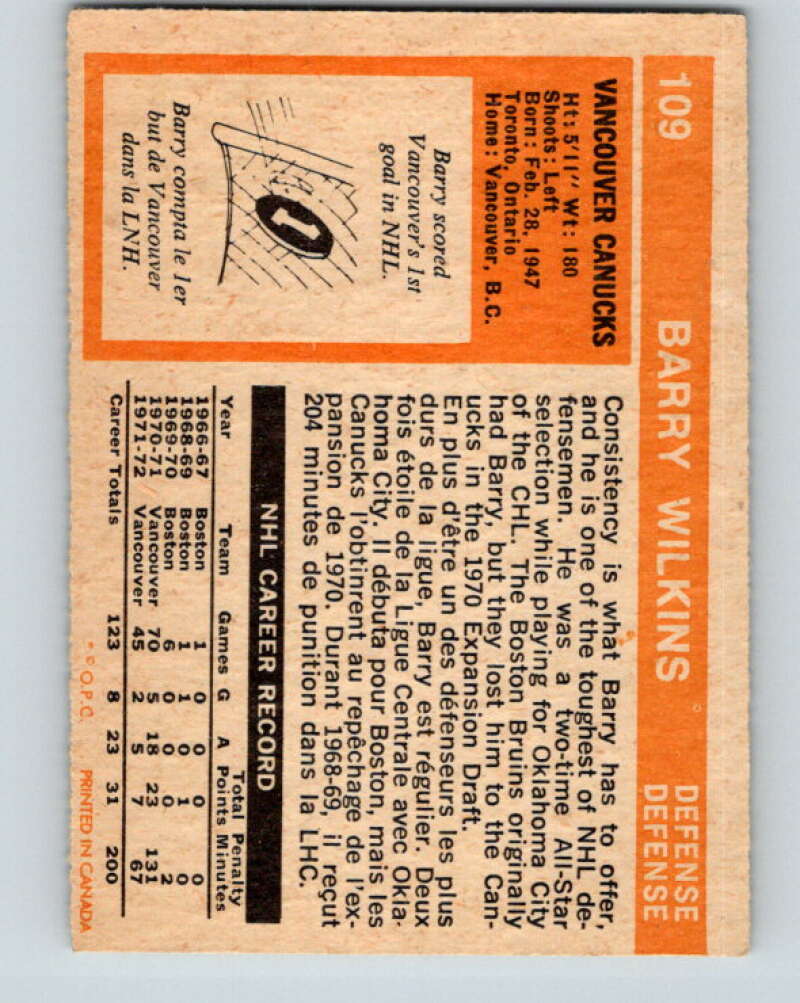 109 BARRY WILKINS DEFENSE
DEFENSE
VANCOUVER CANUCKS
Ht: 5'11" Wt: 180
Shoots: Left
Born: Feb. 28, 1947
Toronto, Ontario
Home: Vancouver, B.C.
Barry scored
Vancouver's 1st
goal in NHL.
1
Barry compta le 1er
but de Vancouver
dans la LNH.
Consistency is what Barry has to offer,
and he is one of the toughest of NHL de-
fensemen. He was a two-time All-Star
selection while playing for Oklahoma City
of the CHL. The Boston Bruins originally
had Barry, but they lost him to the Can-
ucks in the 1970 Expansion Draft.
En plus d'être un des défenseurs les plus
durs de la ligue, Barry est régulier. Deux
fois étoile de la Ligue Centrale avec Okla-
homa City. Il débuta pour Boston, mais les
Canucks l'obtinrent au repêchage de l'ex-
pansion de 1970. Durant 1968-69, il reçut
204 minutes de punition dans la LHC.
NHL CAREER RECORD
Total Penalty
Year Team Games G A Points Minutes
1966-67 Boston 1 0 0 0 0
1968-69 Boston 1 1 0 1 0
1969-70 Boston 6 0 0 0 2
1970-71 Vancouver 70 5 18 23 131
1971-72 Vancouver 45 2 5 7 67
Career Totals 123 8 23 31 200
* © O.P.C. PRINTED IN CANADA